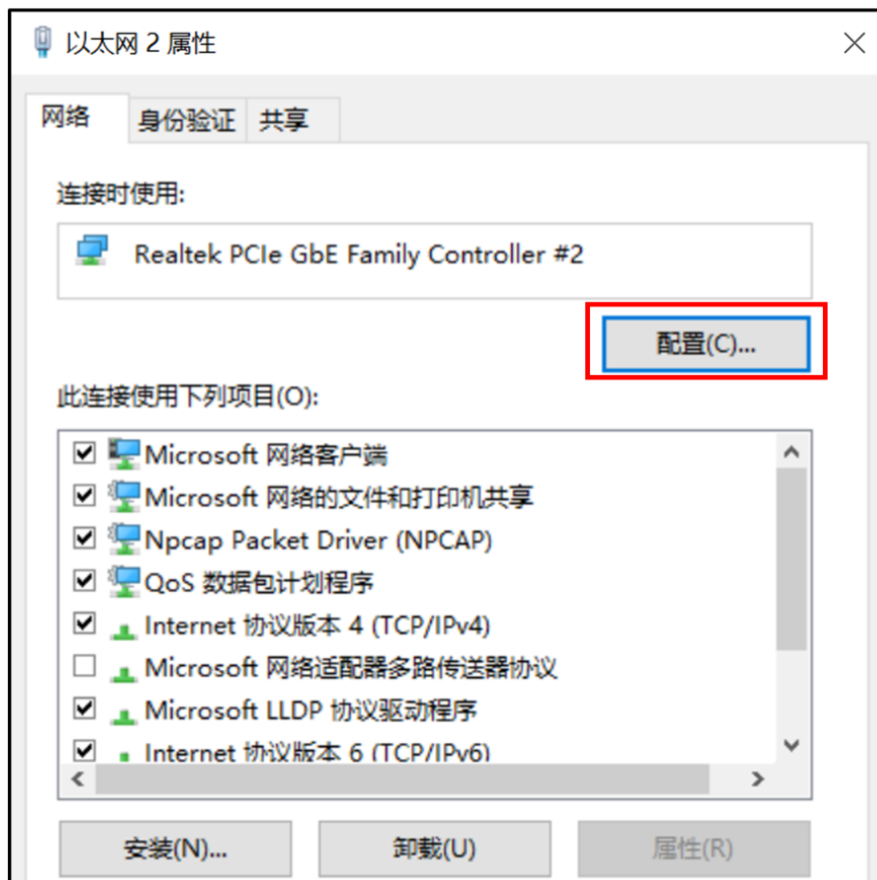 以太网 2 属性
网络 身份验证 共享
连接时使用:
Realtek PCIe GbE Family Controller #2
配置(C)...
此连接使用下列项目(O):
Microsoft 网络客户端
Microsoft 网络的文件和打印机共享
Npcap Packet Driver (NPCAP)
QoS 数据包计划程序
Internet 协议版本 4 (TCP/IPv4)
Microsoft 网络适配器多路传送器协议
Microsoft LLDP 协议驱动程序
Internet 协议版本 6 (TCP/IPv6)
安装(N)... 卸载(U) 属性(R)